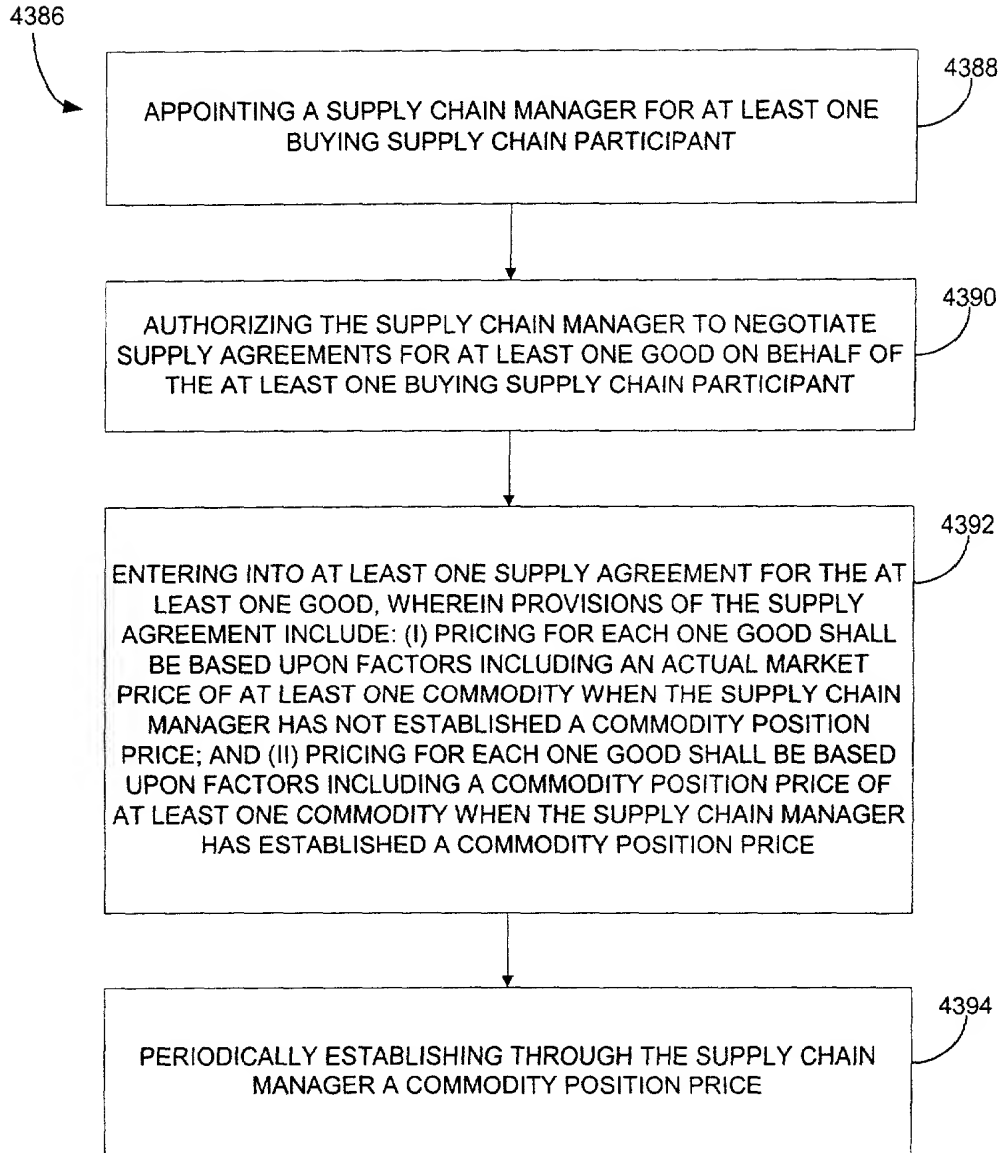 4386
4388
APPOINTING A SUPPLY CHAIN MANAGER FOR AT LEAST ONE
BUYING SUPPLY CHAIN PARTICIPANT
4390
AUTHORIZING THE SUPPLY CHAIN MANAGER TO NEGOTIATE
SUPPLY AGREEMENTS FOR AT LEAST ONE GOOD ON BEHALF OF
THE AT LEAST ONE BUYING SUPPLY CHAIN PARTICIPANT
4392
ENTERING INTO AT LEAST ONE SUPPLY AGREEMENT FOR THE AT
LEAST ONE GOOD, WHEREIN PROVISIONS OF THE SUPPLY
AGREEMENT INCLUDE: (I) PRICING FOR EACH ONE GOOD SHALL
BE BASED UPON FACTORS INCLUDING AN ACTUAL MARKET
PRICE OF AT LEAST ONE COMMODITY WHEN THE SUPPLY CHAIN
MANAGER HAS NOT ESTABLISHED A COMMODITY POSITION
PRICE; AND (II) PRICING FOR EACH ONE GOOD SHALL BE BASED
UPON FACTORS INCLUDING A COMMODITY POSITION PRICE OF
AT LEAST ONE COMMODITY WHEN THE SUPPLY CHAIN MANAGER
HAS ESTABLISHED A COMMODITY POSITION PRICE
4394
PERIODICALLY ESTABLISHING THROUGH THE SUPPLY CHAIN
MANAGER A COMMODITY POSITION PRICE